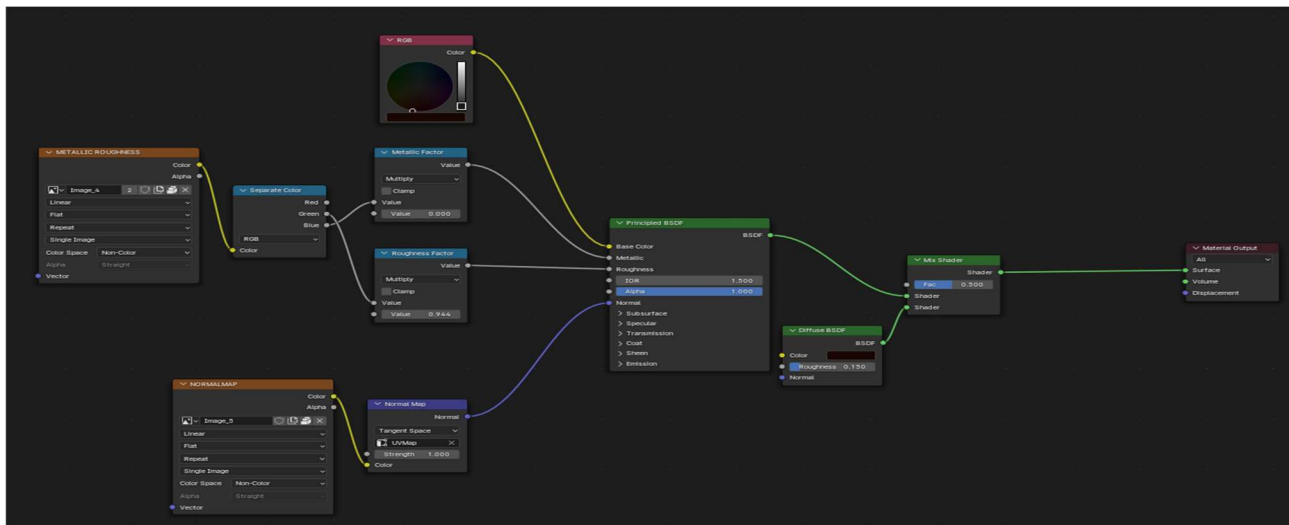 RGB
Color
METALLIC ROUGHNESS
Color
Alpha
Image_4 2
Linear
Flat
Repeat
Single Image
Color Space Non-Color
Alpha Straight
Vector
Separate Color
Red
Green
Blue
RGB
Color
Metallic Factor
Value
Multiply
Clamp
Value
Value 0.000
Roughness Factor
Value
Multiply
Clamp
Value
Value 0.944
NORMALMAP
Color
Alpha
Image_5
Linear
Flat
Repeat
Single Image
Color Space Non-Color
Alpha Straight
Vector
Normal Map
Normal
Tangent Space
UVMap
Strength 1.000
Color
Principled BSDF
BSDF
Base Color
Metallic
Roughness
IOR 1.500
Alpha 1.000
Normal
Subsurface
Specular
Transmission
Coat
Sheen
Emission
Diffuse BSDF
BSDF
Color
Roughness 0.150
Normal
Mix Shader
Shader
Fac 0.500
Shader
Shader
Material Output
All
Surface
Volume
Displacement